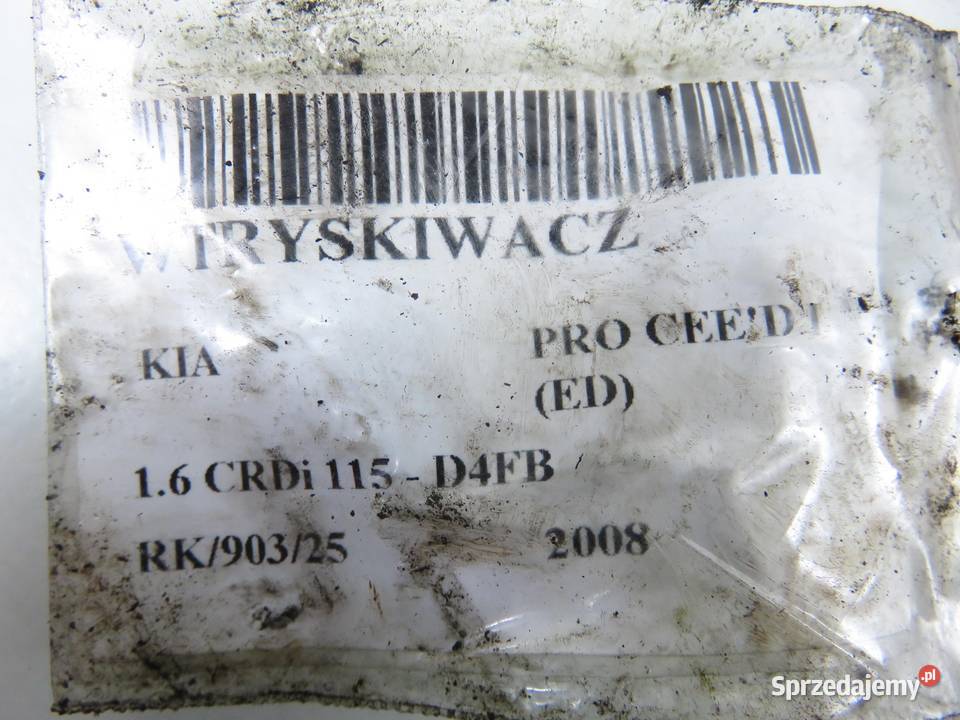 WTRYSKIWACZ
KIA
PRO CEE'D I
(ED)
1.6 CRDi 115 - D4FB
RK/903/25
2008
Sprzedajemy.pl